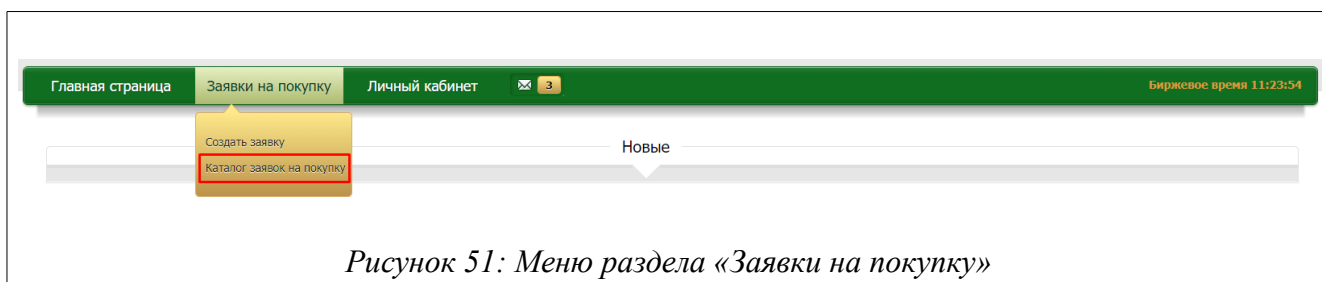 Главная страница Заявки на покупку Личный кабинет 3 Биржевое время 11:23:54
Создать заявку
Новые
Каталог заявок на покупку
Рисунок 51: Меню раздела «Заявки на покупку»